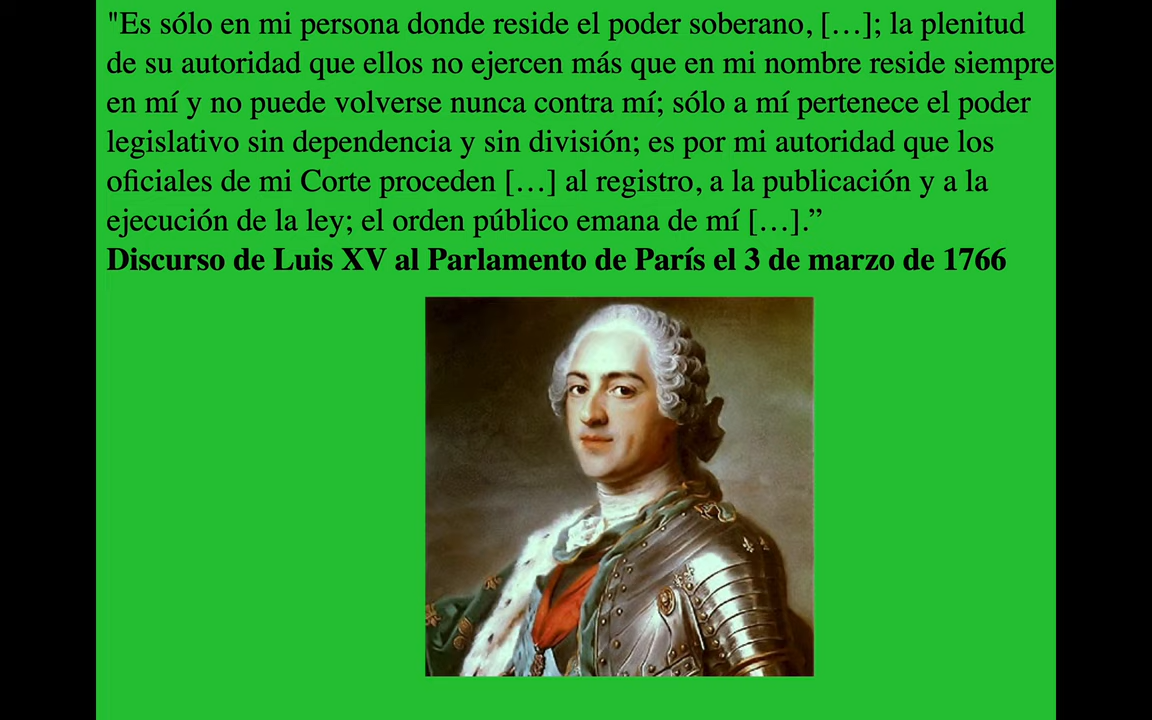 "Es sólo en mi persona donde reside el poder soberano, […]; la plenitud
de su autoridad que ellos no ejercen más que en mi nombre reside siempre
en mí y no puede volverse nunca contra mí; sólo a mí pertenece el poder
legislativo sin dependencia y sin división; es por mi autoridad que los
oficiales de mi Corte proceden […] al registro, a la publicación y a la
ejecución de la ley; el orden público emana de mí […].”
Discurso de Luis XV al Parlamento de París el 3 de marzo de 1766